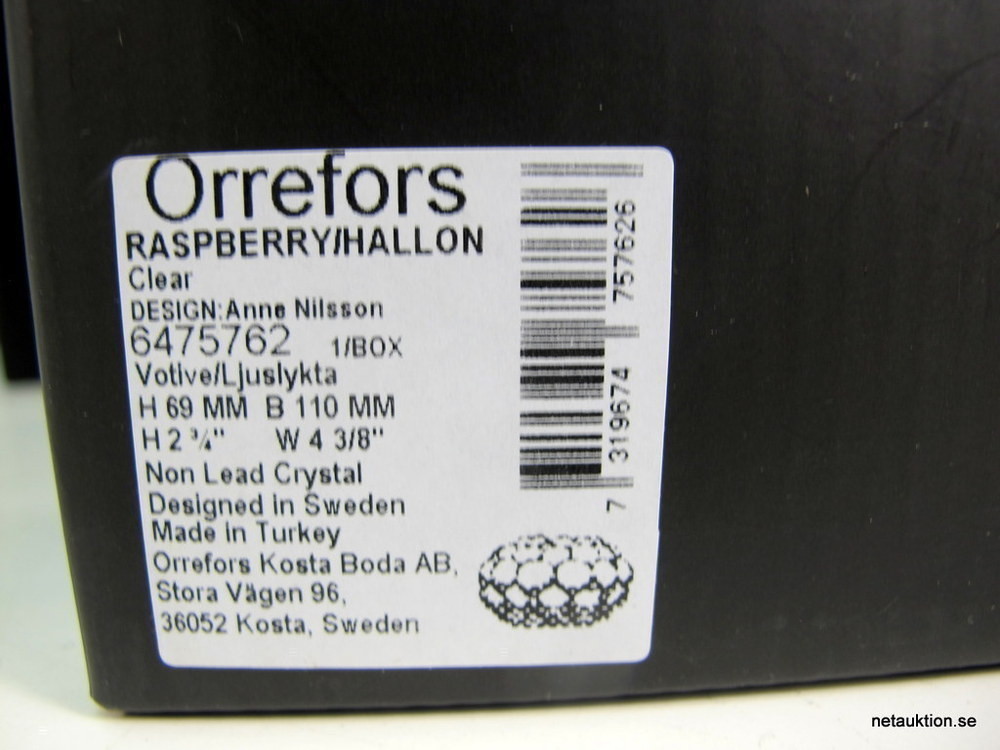 Orrefors
RASPBERRY/HALLON
Clear
DESIGN:Anne Nilsson
6475762 1/BOX
Votive/Ljuslykta
H 69 MM B 110 MM
H 2 ¾" W 4 3/8"
Non Lead Crystal
Designed in Sweden
Made in Turkey
Orrefors Kosta Boda AB,
Stora Vägen 96,
36052 Kosta, Sweden
7 319674 757626
netauktion.se